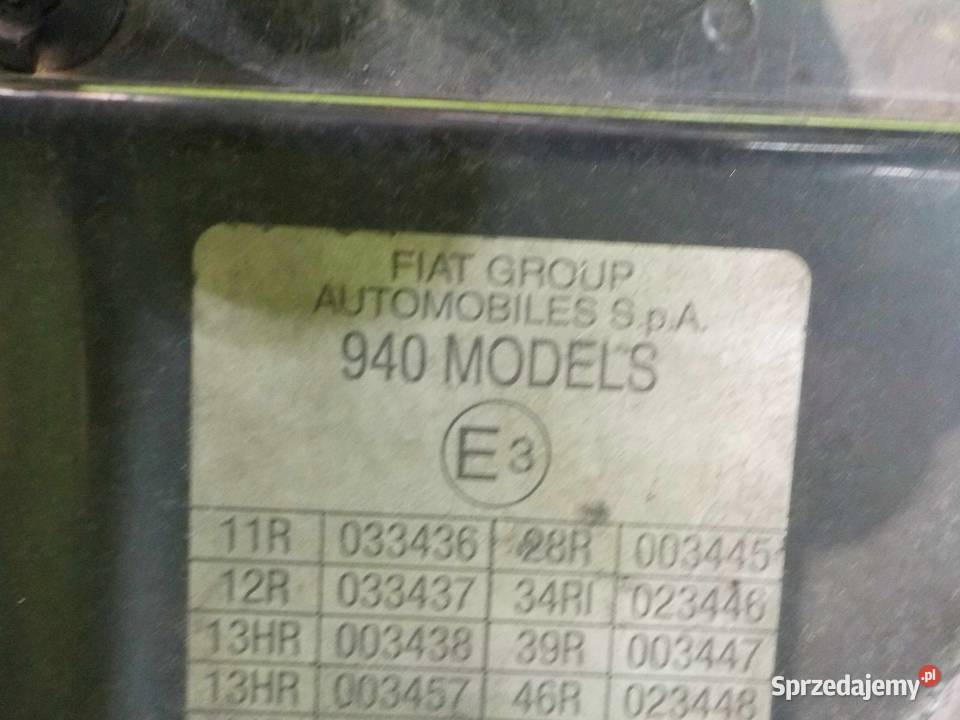 FIAT GROUP
AUTOMOBILES S.p.A.
940 MODELS
E3
11R 033436 28R 003445
12R 033437 34RI 023446
13HR 003438 39R 003447
13HR 003457 46R 023448
Sprzedajemy.pl